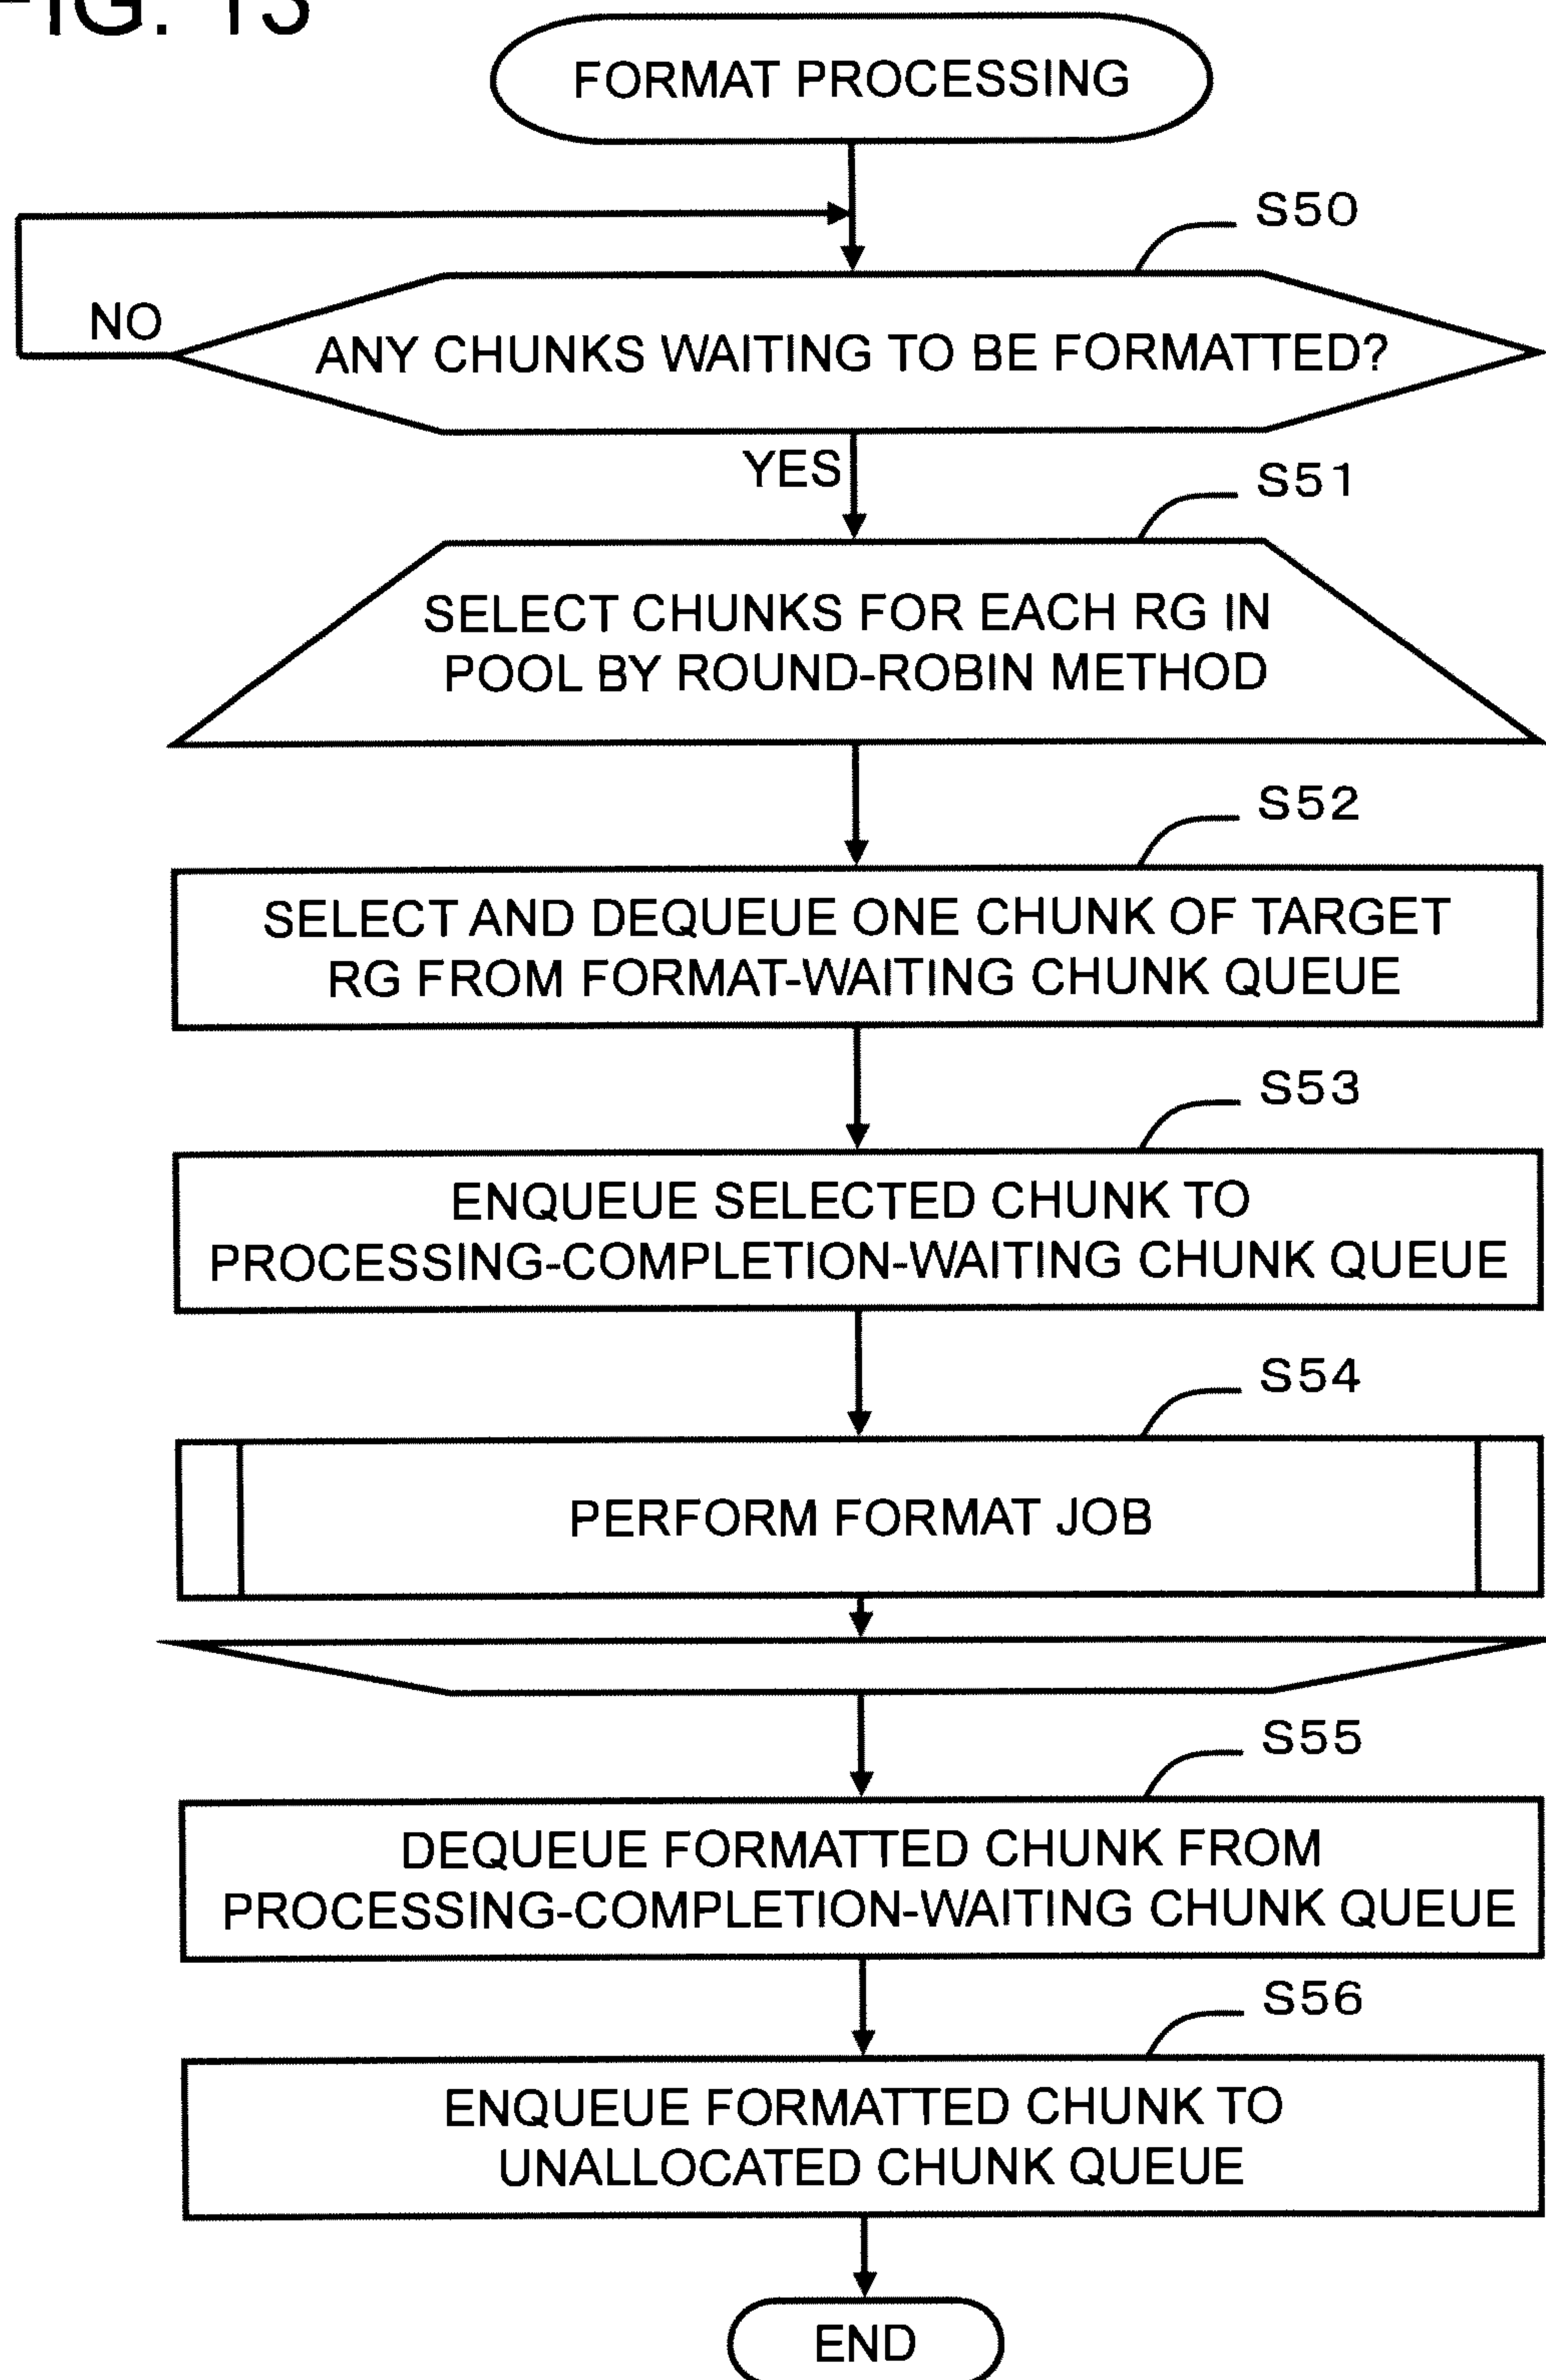 FIG. 13
FORMAT PROCESSING
S50
NO
ANY CHUNKS WAITING TO BE FORMATTED?
YES
S51
SELECT CHUNKS FOR EACH RG IN
POOL BY ROUND-ROBIN METHOD
S52
SELECT AND DEQUEUE ONE CHUNK OF TARGET
RG FROM FORMAT-WAITING CHUNK QUEUE
S53
ENQUEUE SELECTED CHUNK TO
PROCESSING-COMPLETION-WAITING CHUNK QUEUE
S54
PERFORM FORMAT JOB
S55
DEQUEUE FORMATTED CHUNK FROM
PROCESSING-COMPLETION-WAITING CHUNK QUEUE
S56
ENQUEUE FORMATTED CHUNK TO
UNALLOCATED CHUNK QUEUE
END